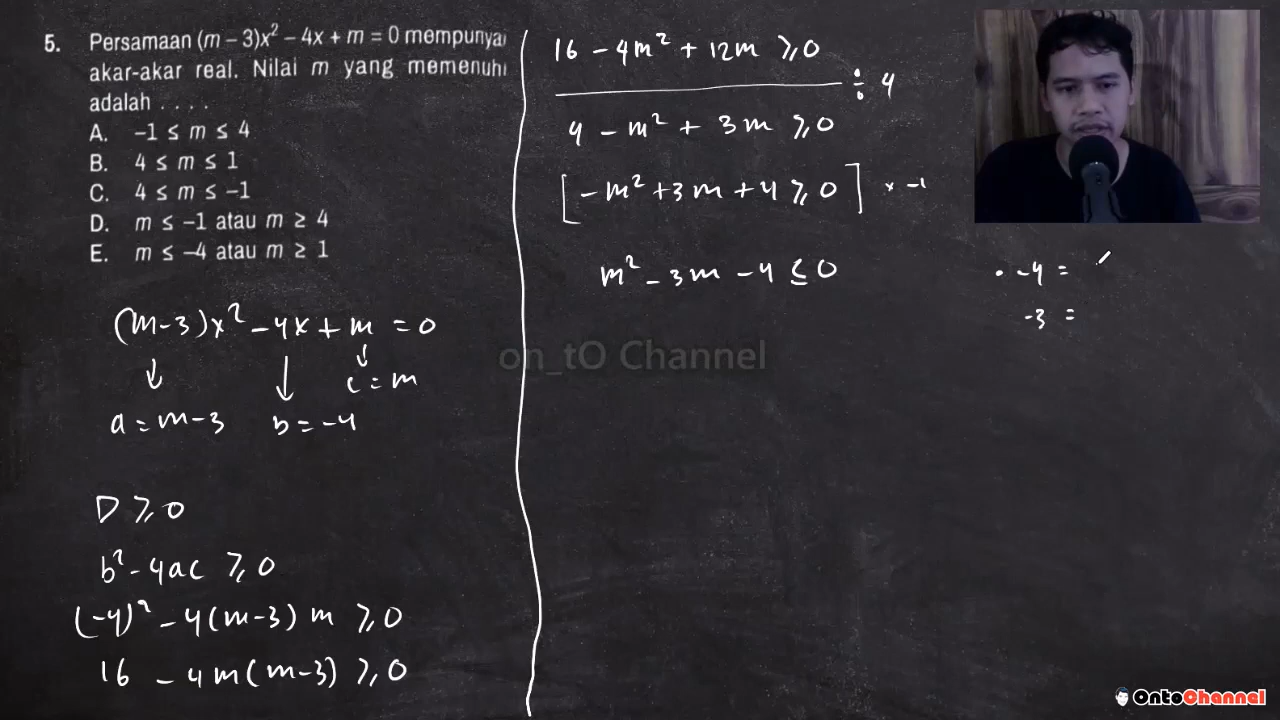 5. Persamaan (m – 3)x² – 4x + m = 0 mempunyai
akar-akar real. Nilai m yang memenuhi
adalah . . . .
A. –1 ≤ m ≤ 4
B. 4 ≤ m ≤ 1
C. 4 ≤ m ≤ –1
D. m ≤ –1 atau m ≥ 4
E. m ≤ –4 atau m ≥ 1
(m-3)x² - 4x + m = 0
a = m-3 b = -4 c = m
D ≥ 0
b² - 4ac ≥ 0
(-4)² - 4(m-3) m ≥ 0
16 - 4m(m-3) ≥ 0
16 - 4m² + 12m ≥ 0
÷ 4
4 - m² + 3m ≥ 0
[-m² + 3m + 4 ≥ 0] × -1
m² - 3m - 4 ≤ 0
• -4 =
-3 =
on_tO Channel
OntoChannel